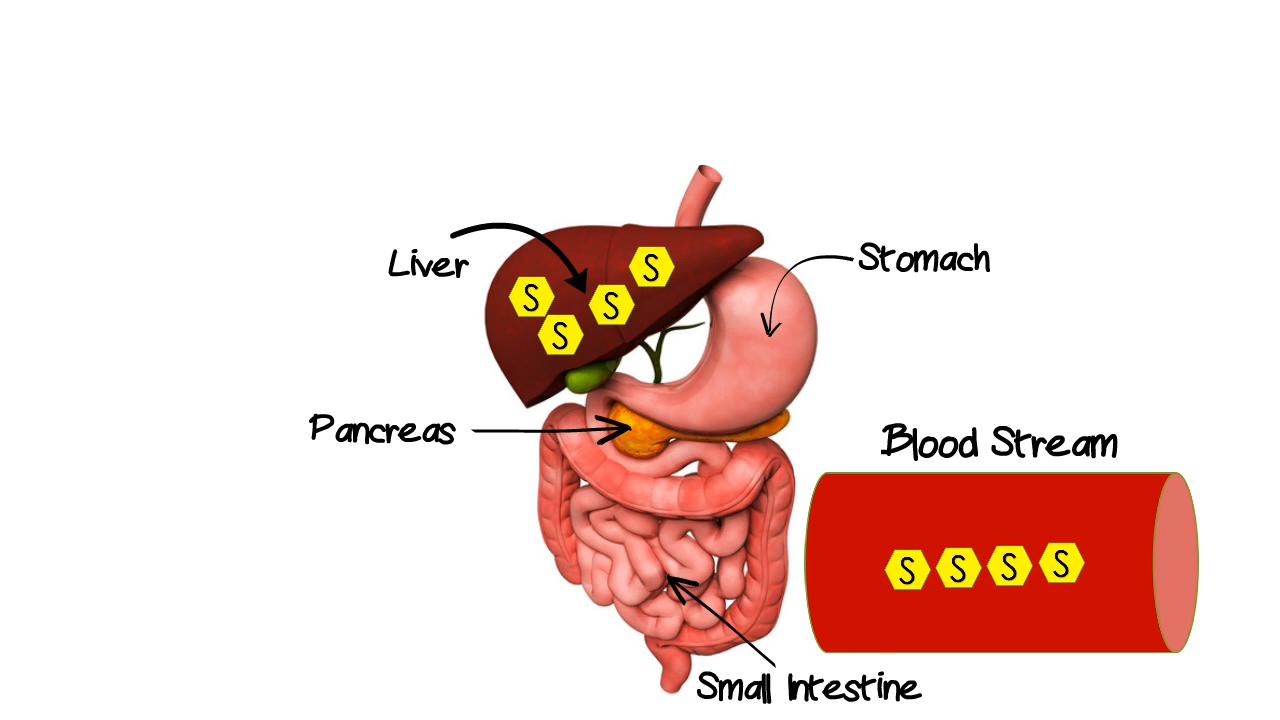 Liver
Stomach
S
S
S
S
Pancreas
Blood Stream
S S S S
Small Intestine